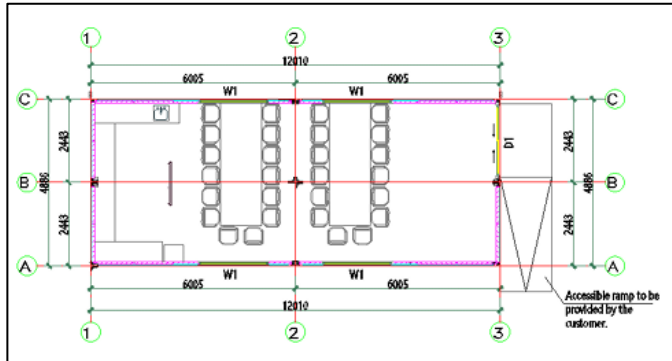 1
2
3
12010
6005
6005
W1
W1
C
C
2443
2443
4886
4886
D1
B
B
2443
2443
A
A
W1
W1
6005
6005
12010
Accessible ramp to be
provided by the
customer.
1
2
3